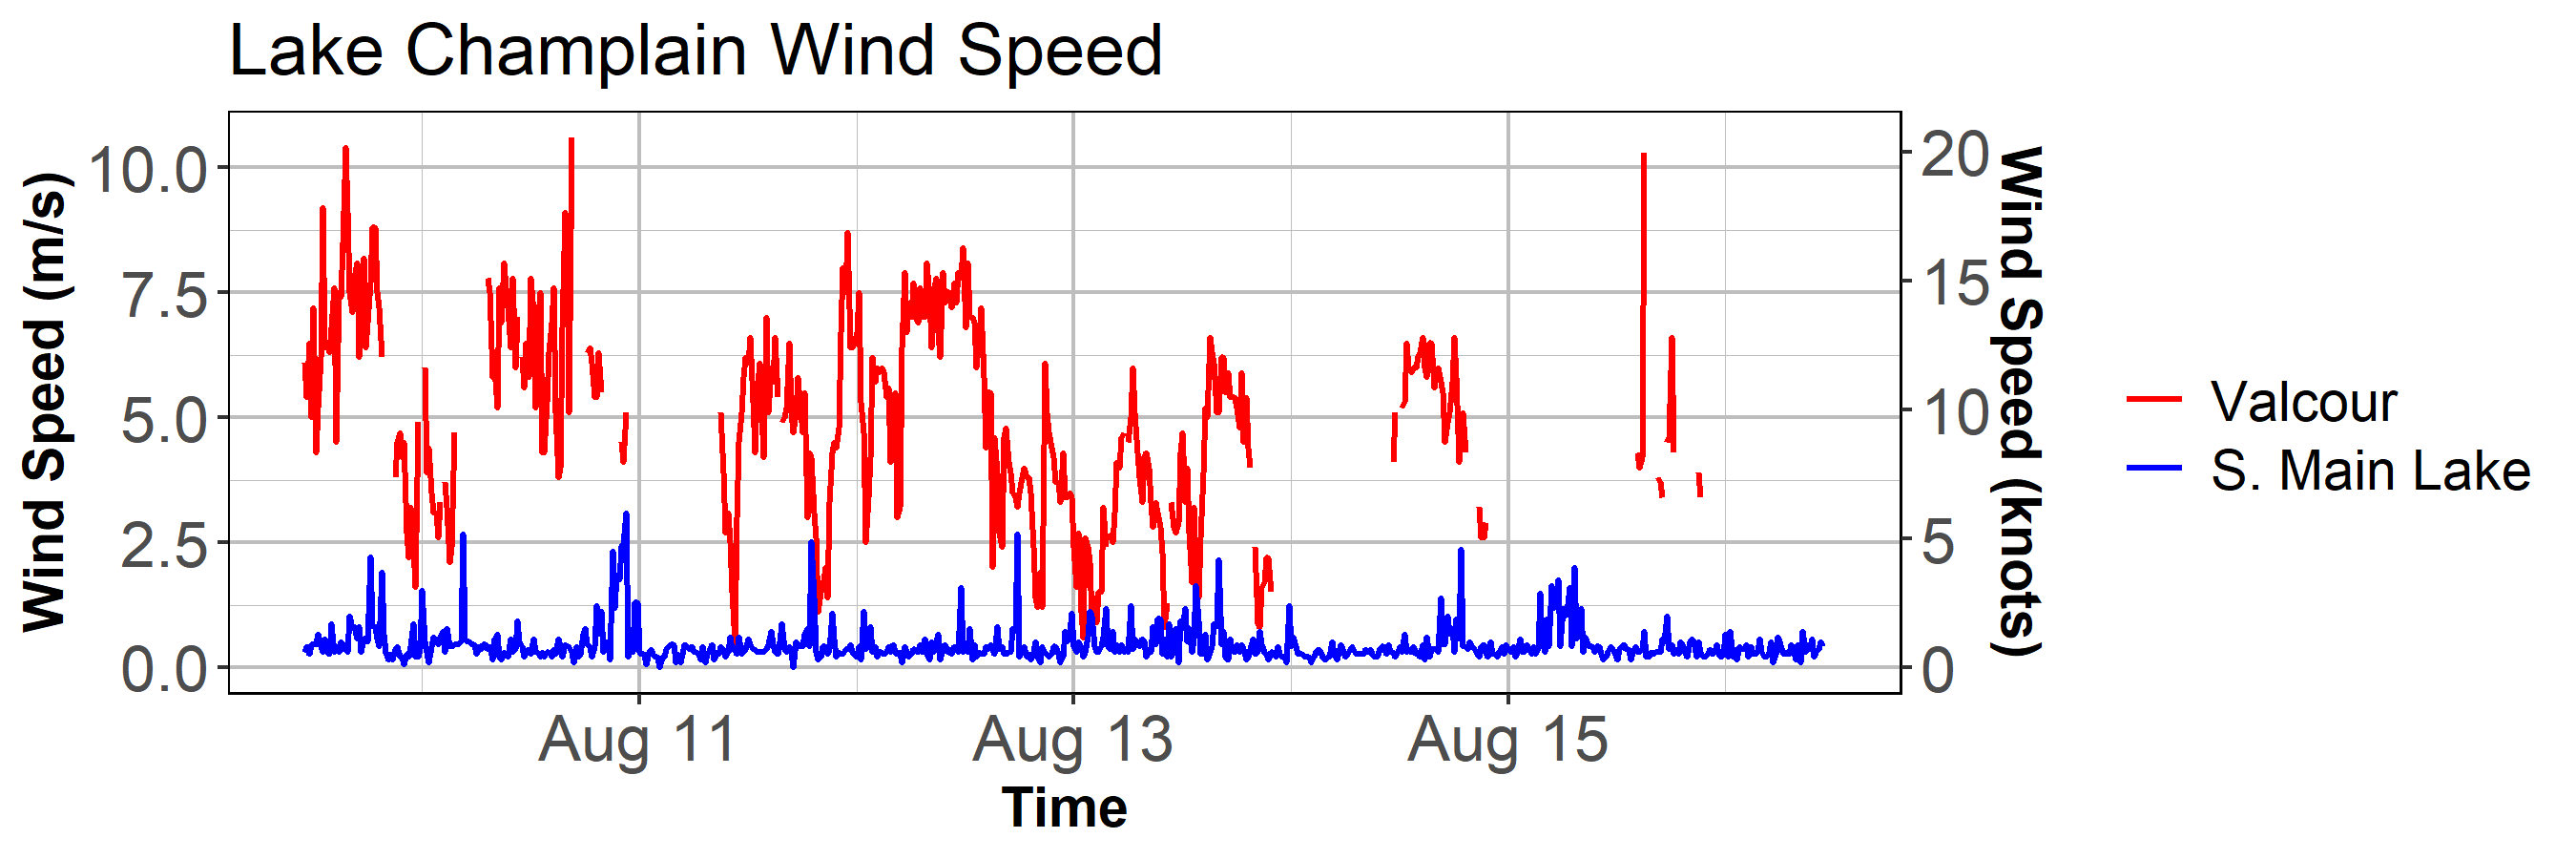 Lake Champlain Wind Speed
Wind Speed (m/s)
10.0
7.5
5.0
2.5
0.0
20
15
10
5
0
Wind Speed (knots)
Aug 11
Aug 13
Aug 15
Time
Valcour
S. Main Lake